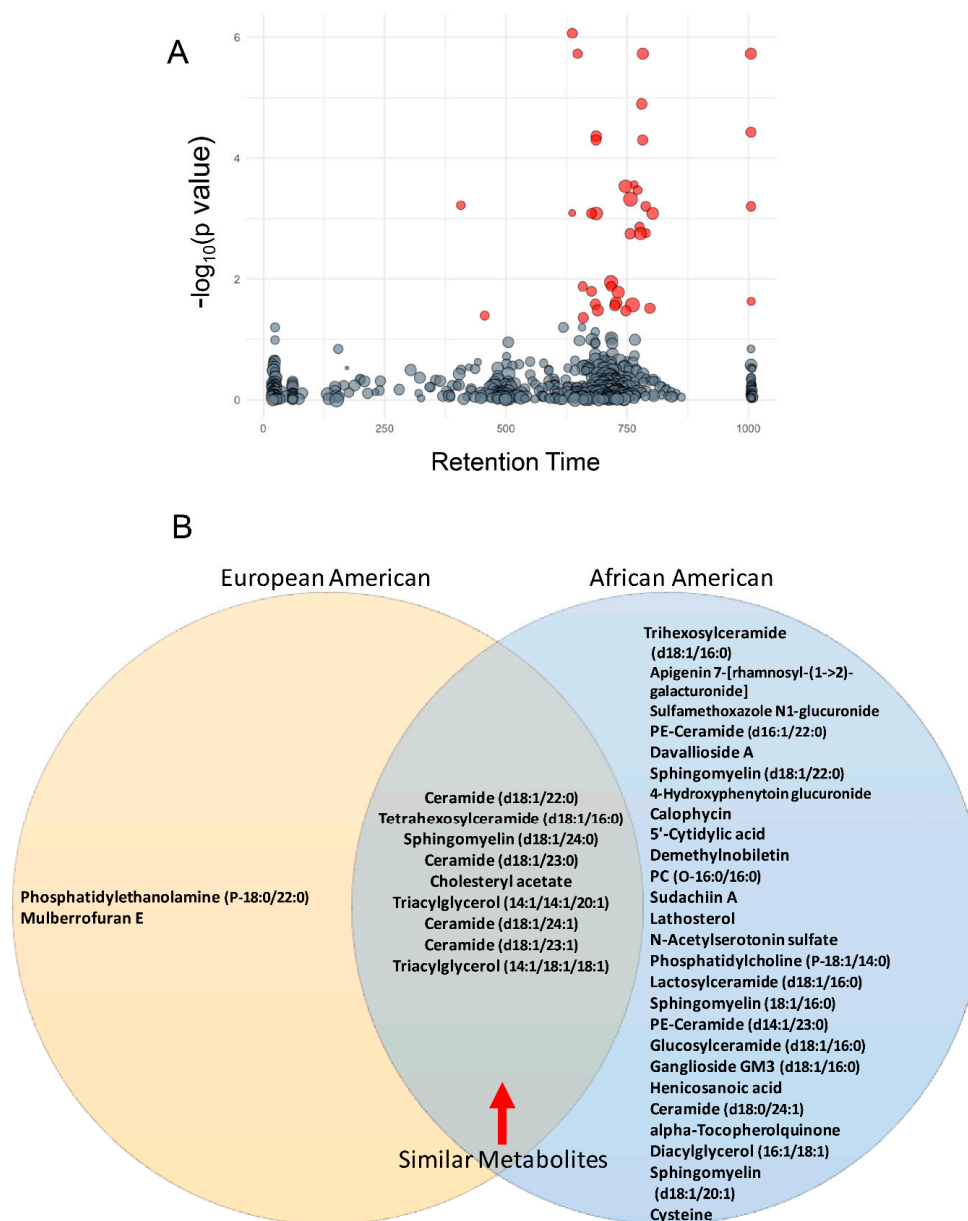 A
6
4
2
0
-log10(p value)
0 250 500 750 1000
Retention Time
B
European American
African American
Phosphatidylethanolamine (P-18:0/22:0)
Mulberrofuran E
Ceramide (d18:1/22:0)
Tetrahexosylceramide (d18:1/16:0)
Sphingomyelin (d18:1/24:0)
Ceramide (d18:1/23:0)
Cholesteryl acetate
Triacylglycerol (14:1/14:1/20:1)
Ceramide (d18:1/24:1)
Ceramide (d18:1/23:1)
Triacylglycerol (14:1/18:1/18:1)
Similar Metabolites
Trihexosylceramide
(d18:1/16:0)
Apigenin 7-[rhamnosyl-(1->2)-
galacturonide]
Sulfamethoxazole N1-glucuronide
PE-Ceramide (d16:1/22:0)
Davallioside A
Sphingomyelin (d18:1/22:0)
4-Hydroxyphenytoin glucuronide
Calophycin
5'-Cytidylic acid
Demethylnobiletin
PC (O-16:0/16:0)
Sudachiin A
Lathosterol
N-Acetylserotonin sulfate
Phosphatidylcholine (P-18:1/14:0)
Lactosylceramide (d18:1/16:0)
Sphingomyelin (18:1/16:0)
PE-Ceramide (d14:1/23:0)
Glucosylceramide (d18:1/16:0)
Ganglioside GM3 (d18:1/16:0)
Henicosanoic acid
Ceramide (d18:0/24:1)
alpha-Tocopherolquinone
Diacylglycerol (16:1/18:1)
Sphingomyelin
(d18:1/20:1)
Cysteine